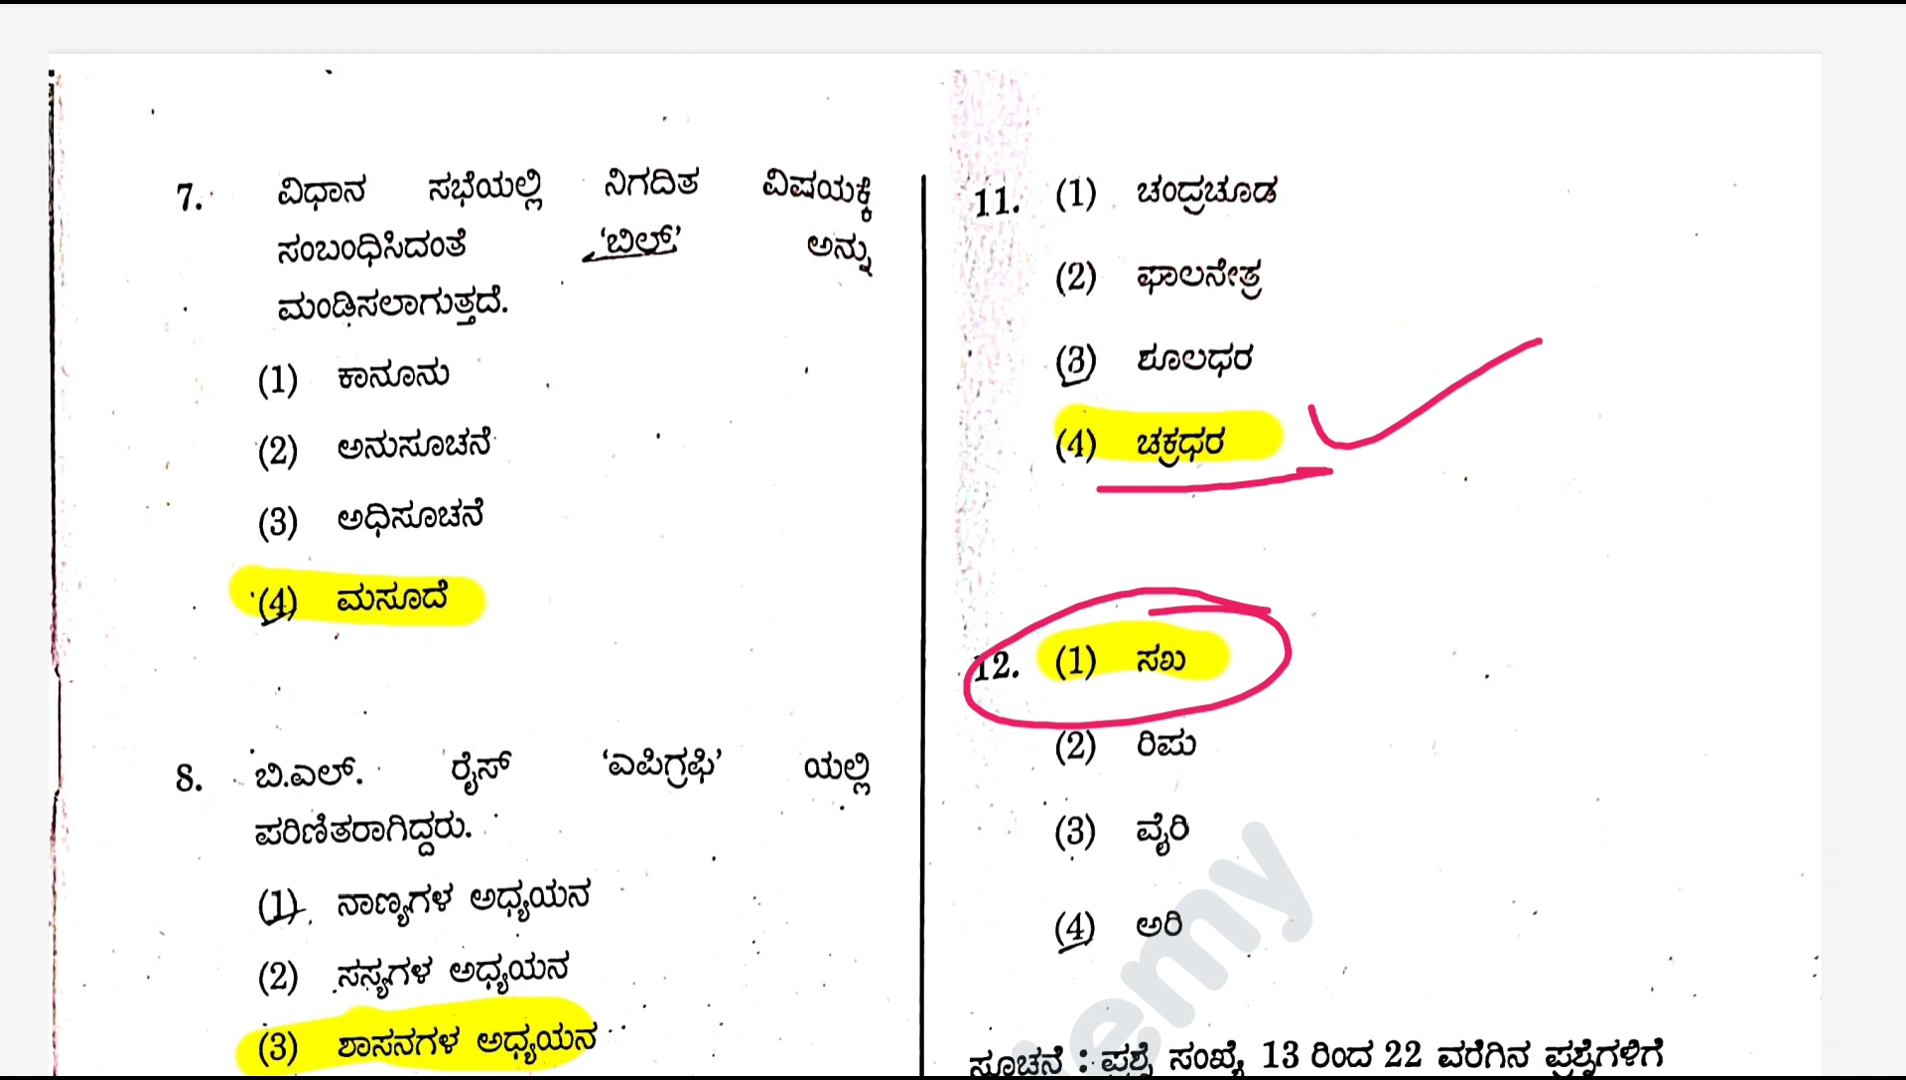 7. ವಿಧಾನ ಸಭೆಯಲ್ಲಿ ನಿಗದಿತ ವಿಷಯಕ್ಕೆ
ಸಂಬಂಧಿಸಿದಂತೆ ‘ಬಿಲ್’ ಅನ್ನು
ಮಂಡಿಸಲಾಗುತ್ತದೆ.
(1) ಕಾನೂನು
(2) ಅನುಸೂಚನೆ
(3) ಅಧಿಸೂಚನೆ
(4) ಮಸೂದೆ
8. ಬಿ.ಎಲ್. ರೈಸ್ ‘ಎಪಿಗ್ರಫಿ’ ಯಲ್ಲಿ
ಪರಿಣಿತರಾಗಿದ್ದರು.
(1) ನಾಣ್ಯಗಳ ಅಧ್ಯಯನ
(2) ಸಸ್ಯಗಳ ಅಧ್ಯಯನ
(3) ಶಾಸನಗಳ ಅಧ್ಯಯನ
11. (1) ಚಂದ್ರಚೂಡ
(2) ಫಾಲನೇತ್ರ
(3) ಶೂಲಧರ
(4) ಚಕ್ರಧರ
12. (1) ಸಖ
(2) ರಿಪು
(3) ವೈರಿ
(4) ಅರಿ
ಸೂಚನೆ : ಪ್ರಶ್ನೆ ಸಂಖ್ಯೆ 13 ರಿಂದ 22 ವರೆಗಿನ ಪ್ರಶ್ನೆಗಳಿಗೆ